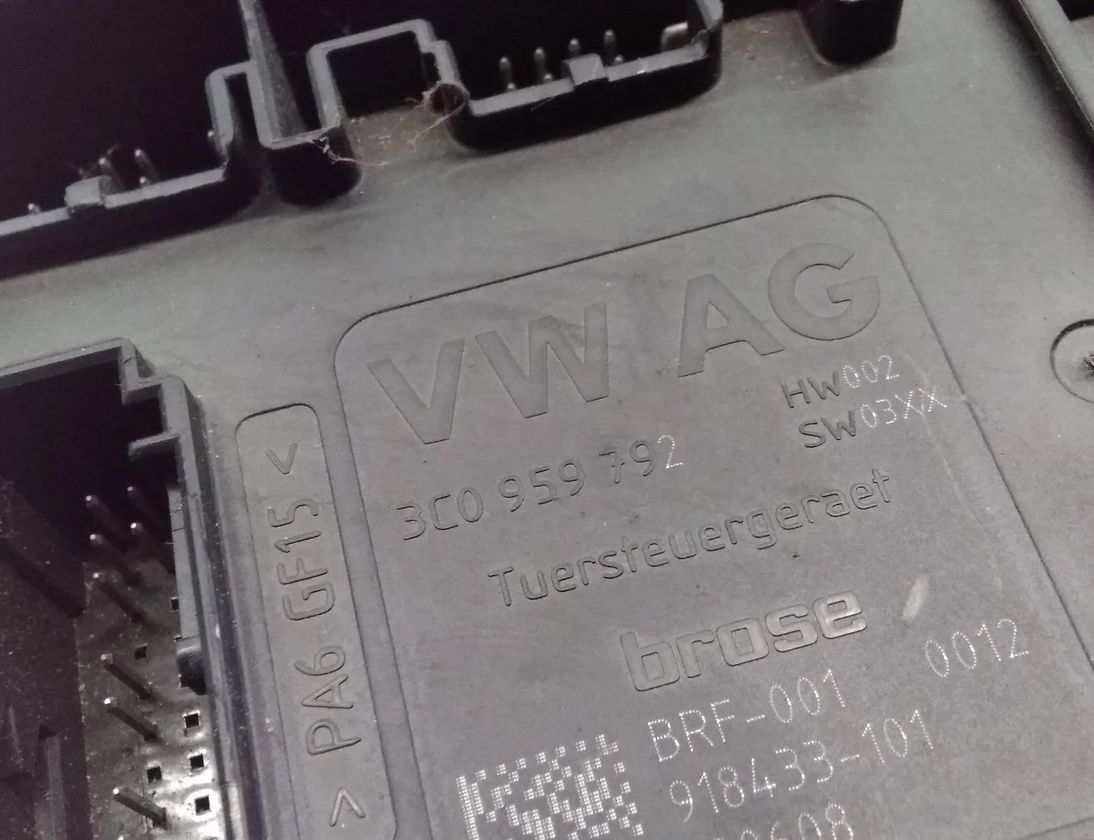 VW AG
HW002
SW03XX
3C0 959 792
Tuersteuergeraet
brose
BRF-001 0012
918433-101
> PA6 GF15 <